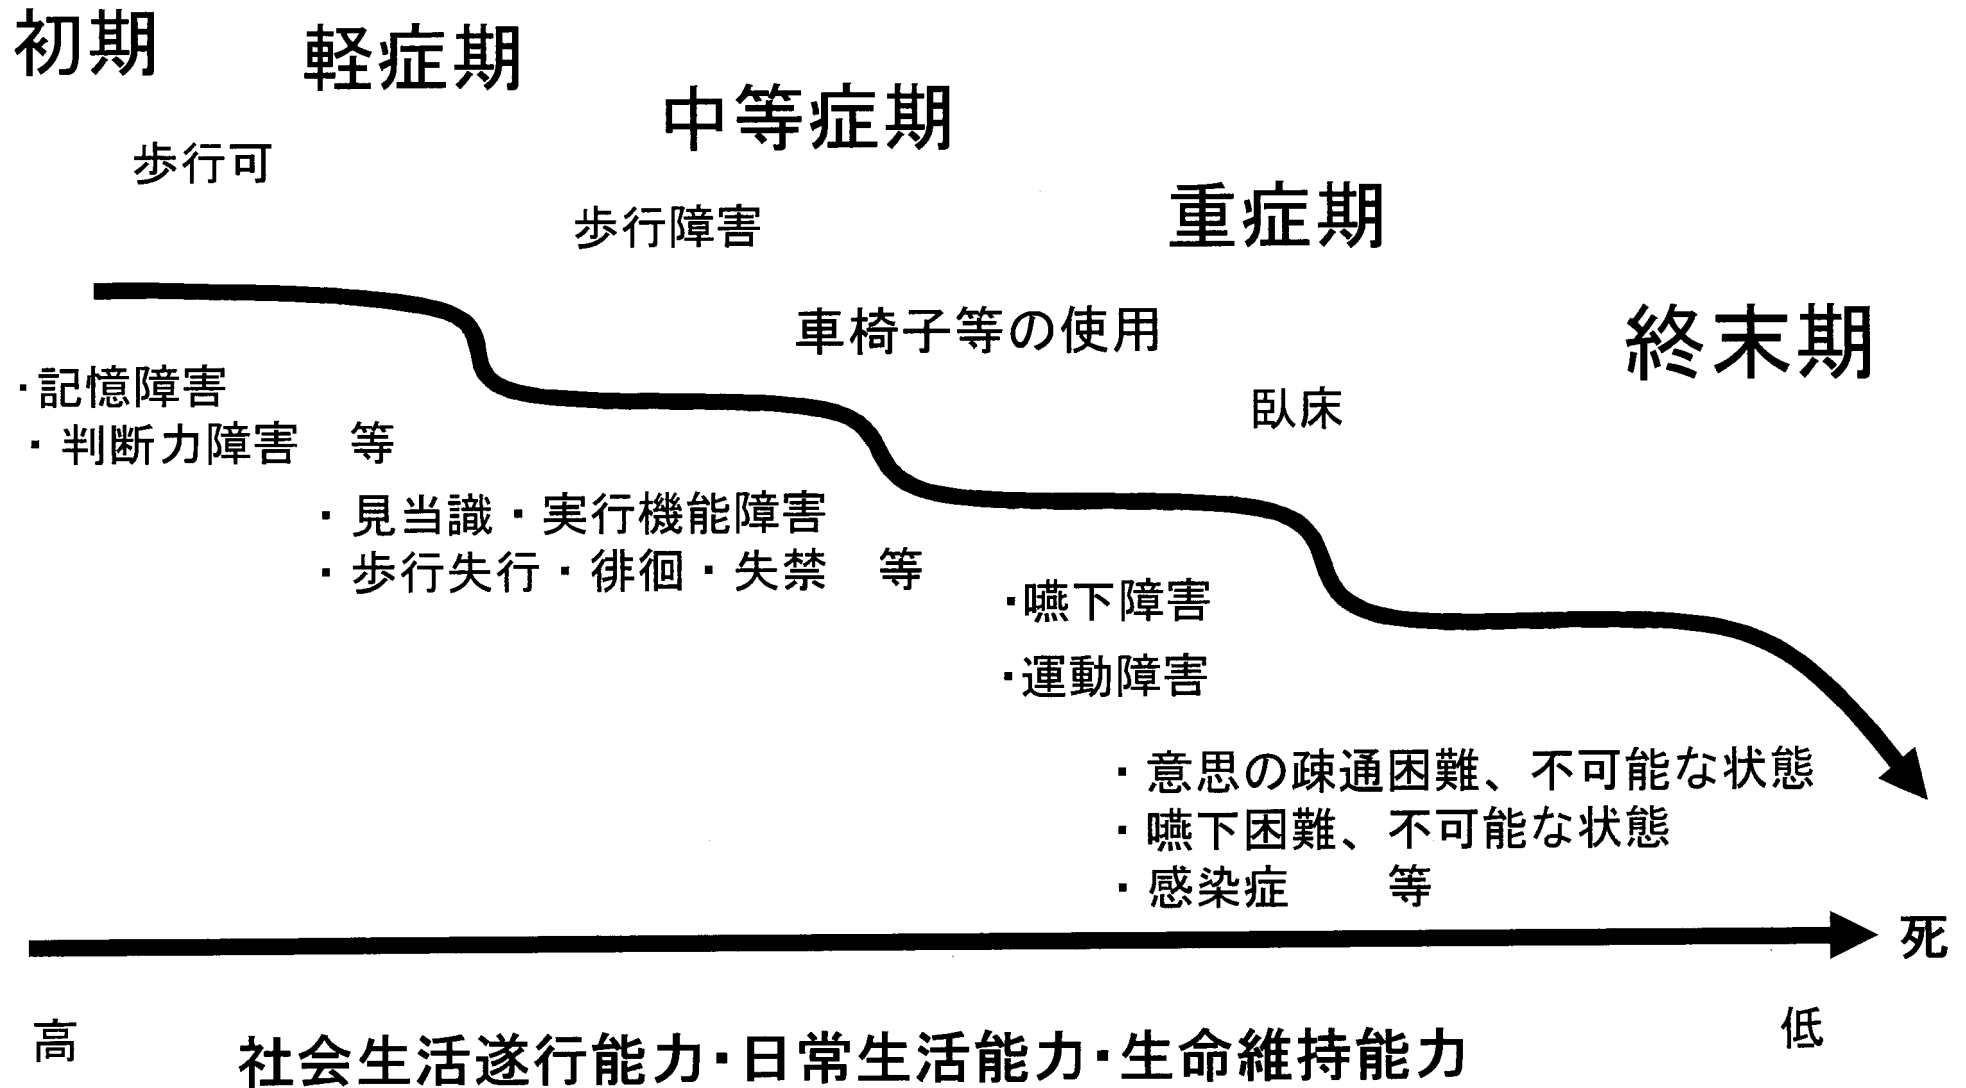 初期
軽症期
中等症期
歩行可
重症期
歩行障害
終末期
車椅子等の使用
臥床
・記憶障害
・判断力障害　等
・見当識・実行機能障害
・歩行失行・徘徊・失禁　等
・嚥下障害
・運動障害
・意思の疎通困難、不可能な状態
・嚥下困難、不可能な状態
・感染症　　等
死
高
低
社会生活遂行能力・日常生活能力・生命維持能力